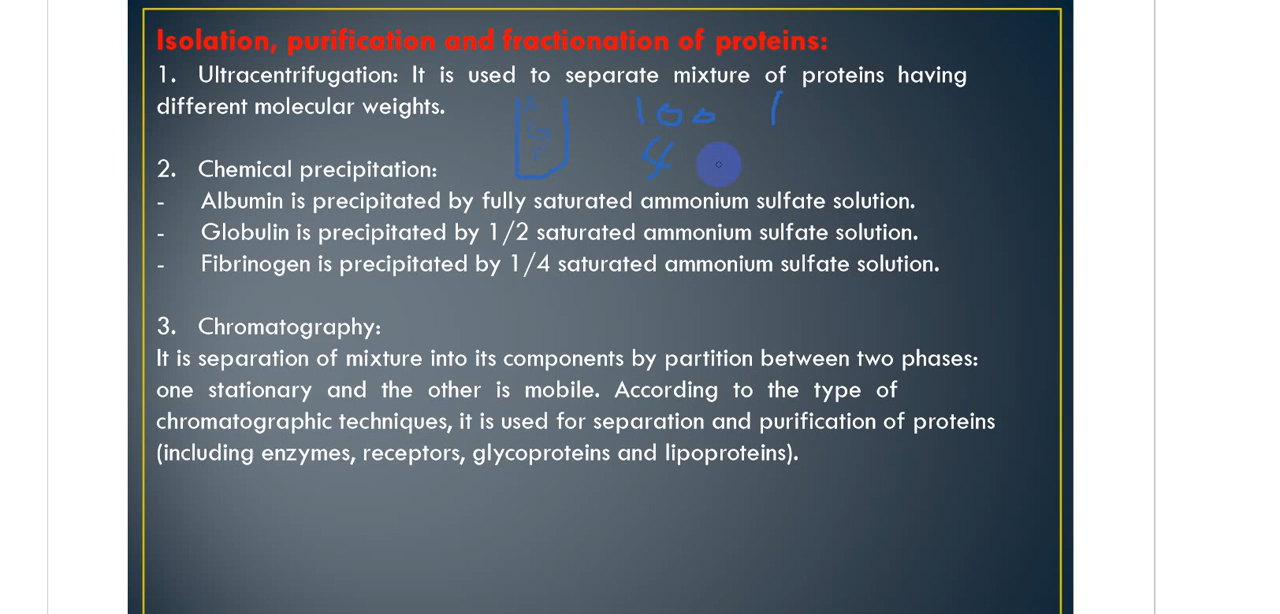 Isolation, purification and fractionation of proteins:
1. Ultracentrifugation: It is used to separate mixture of proteins having
different molecular weights.
100 1
4
2. Chemical precipitation:
- Albumin is precipitated by fully saturated ammonium sulfate solution.
- Globulin is precipitated by 1/2 saturated ammonium sulfate solution.
- Fibrinogen is precipitated by 1/4 saturated ammonium sulfate solution.
3. Chromatography:
It is separation of mixture into its components by partition between two phases:
one stationary and the other is mobile. According to the type of
chromatographic techniques, it is used for separation and purification of proteins
(including enzymes, receptors, glycoproteins and lipoproteins).